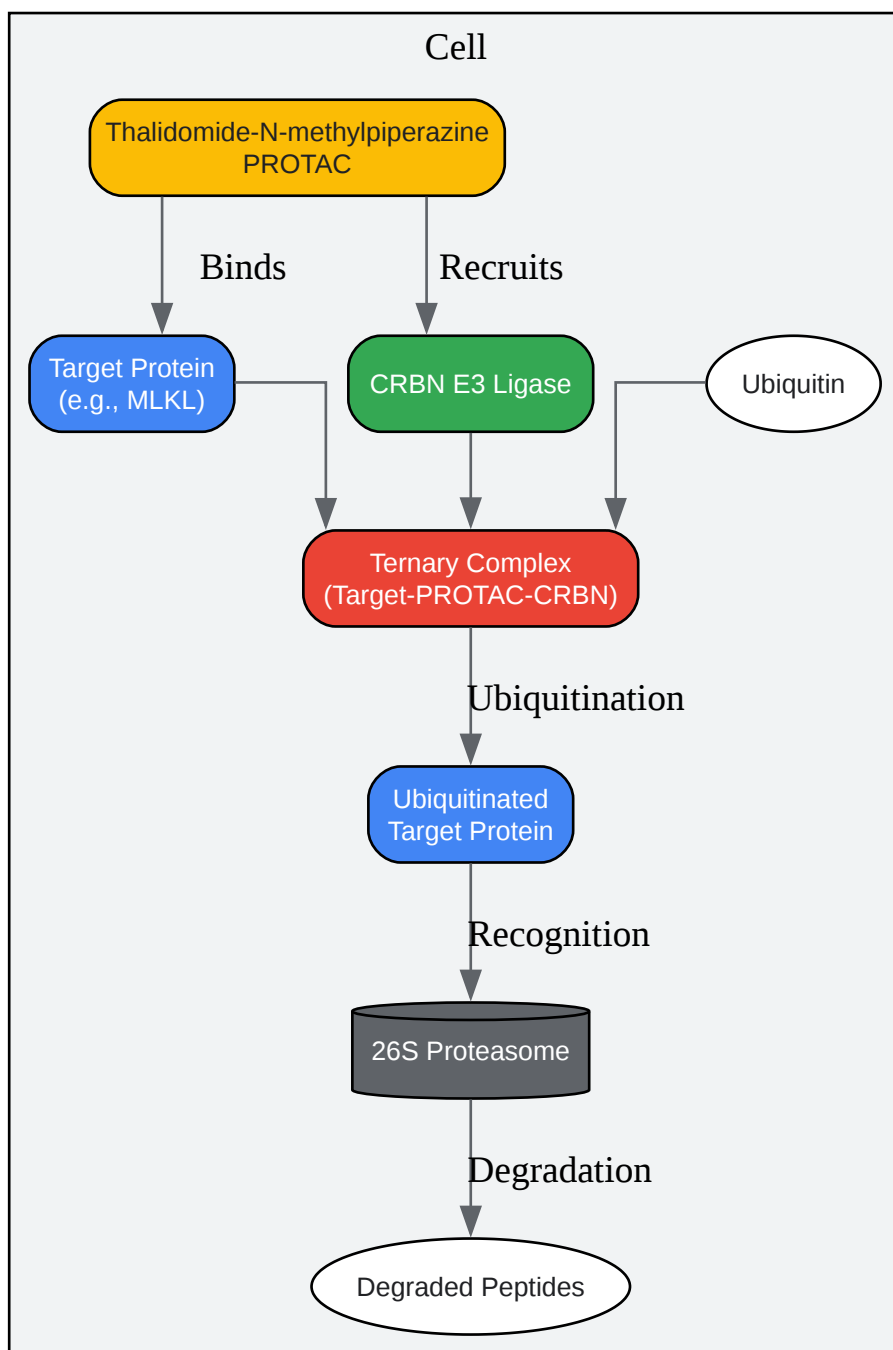 Cell
Thalidomide-N-methylpiperazine
PROTAC
Binds
Recruits
Target Protein
(e.g., MLKL)
CRBN E3 Ligase
Ubiquitin
Ternary Complex
(Target-PROTAC-CRBN)
Ubiquitination
Ubiquitinated
Target Protein
Recognition
26S Proteasome
Degradation
Degraded Peptides